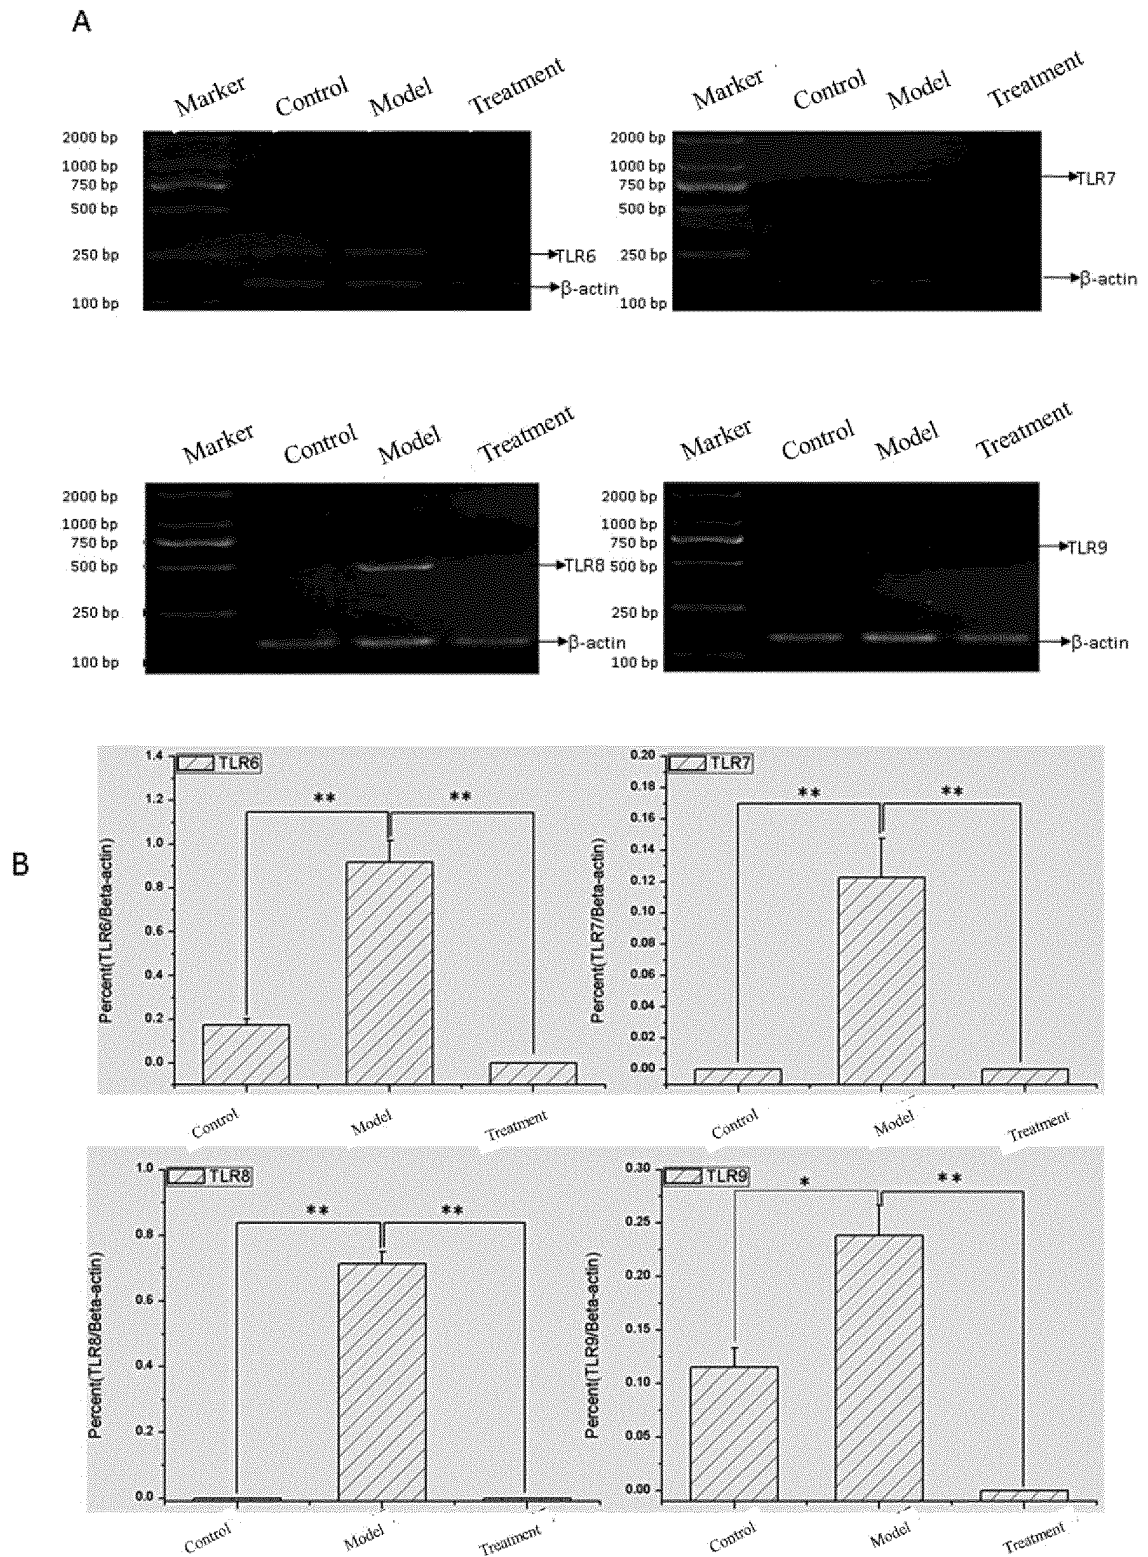 A
Marker Control Model Treatment
2000 bp
1000 bp
750 bp
500 bp
250 bp
100 bp
TLR6
β-actin
Marker Control Model Treatment
2000 bp
1000 bp
750 bp
500 bp
250 bp
100 bp
TLR7
β-actin
Marker Control Model Treatment
2000 bp
1000 bp
750 bp
500 bp
250 bp
100 bp
TLR8
β-actin
Marker Control Model Treatment
2000 bp
1000 bp
750 bp
500 bp
250 bp
100 bp
TLR9
β-actin
B
Percent(TLR6/Beta-actin)
1.4
1.2
1.0
0.8
0.6
0.4
0.2
0.0
TLR6
** **
Control Model Treatment
Percent(TLR7/Beta-actin)
0.20
0.18
0.16
0.14
0.12
0.10
0.08
0.06
0.04
0.02
0.00
TLR7
** **
Control Model Treatment
Percent(TLR8/Beta-actin)
1.0
0.8
0.6
0.4
0.2
0.0
TLR8
** **
Control Model Treatment
Percent(TLR9/Beta-actin)
0.30
0.25
0.20
0.15
0.10
0.05
0.00
TLR9
* **
Control Model Treatment